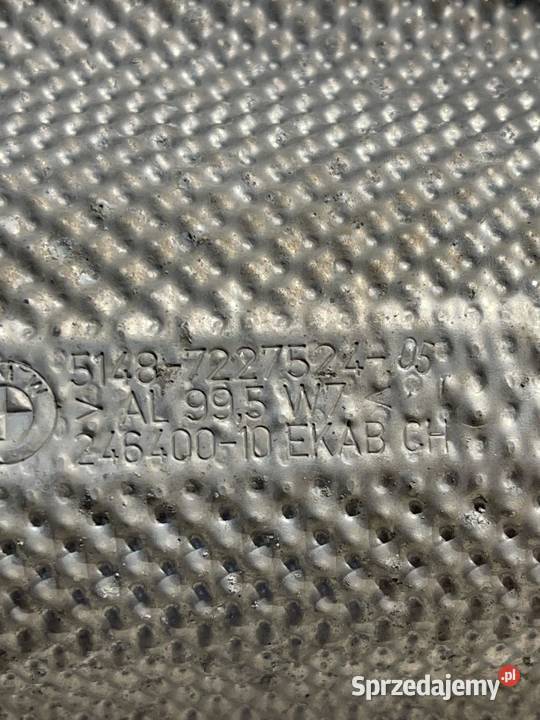 5148-7227524-05
> AL 99,5 W7 <
246400-10 EKAB CH
Sprzedajemy.pl